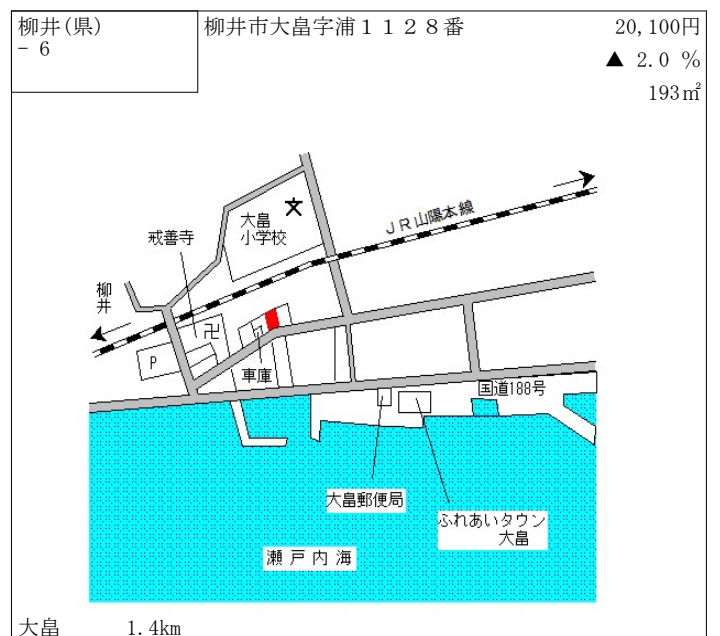 柳井(県)
- 6
柳井市大畠字浦１１２８番
20,100円
▲ 2.0 %
193㎡
大畠
小学校
戒善寺
ＪＲ山陽本線
柳井
卍
P
車庫
国道188号
大畠郵便局
ふれあいタウン
大畠
瀬戸内海
大畠 1.4km